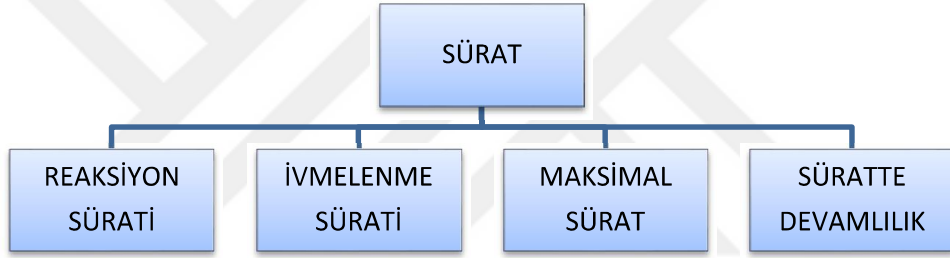 SÜRAT
REAKSİYON
SÜRATİ
İVMELENME
SÜRATİ
MAKSİMAL
SÜRAT
SÜRATTE
DEVAMLILIK